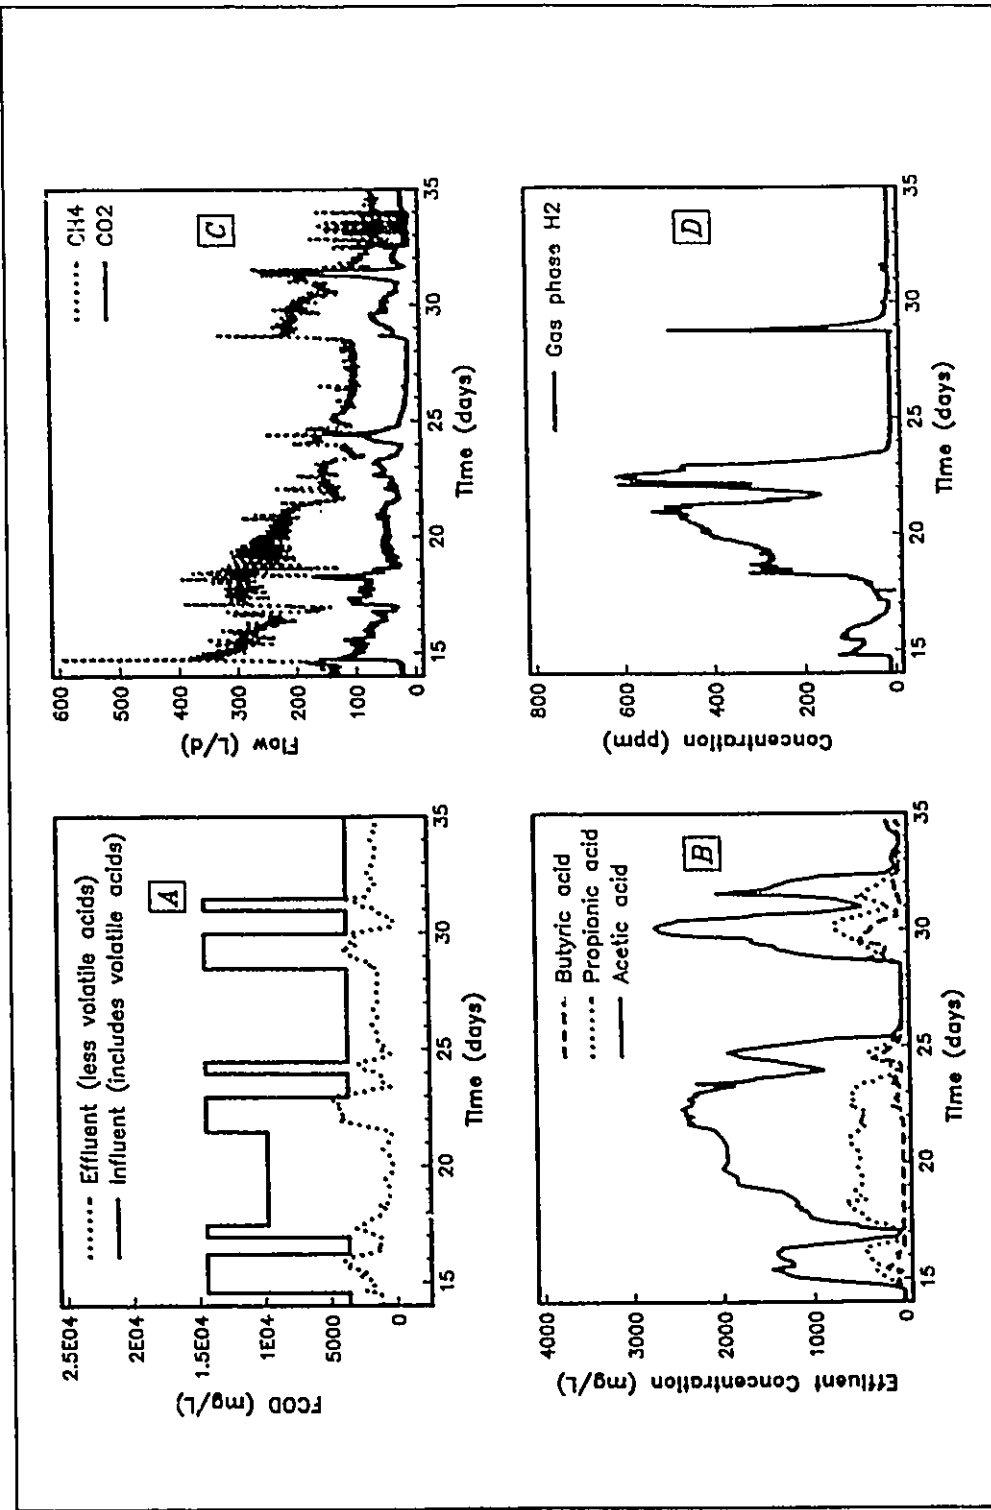 2.5E04
2E04
1.5E04
1E04
5000
0
FCOD (mg/L)
Effluent (less volatile acids)
Influent (includes volatile acids)
A
15
20
25
30
35
Time (days)
600
500
400
300
200
100
0
Flow (L/d)
CH4
CO2
C
15
20
25
30
35
Time (days)
4000
3000
2000
1000
0
Effluent Concentration (mg/L)
Butyric acid
Propionic acid
Acetic acid
B
15
20
25
30
35
Time (days)
800
600
400
200
0
Concentration (ppm)
Gas phase H2
D
15
20
25
30
35
Time (days)